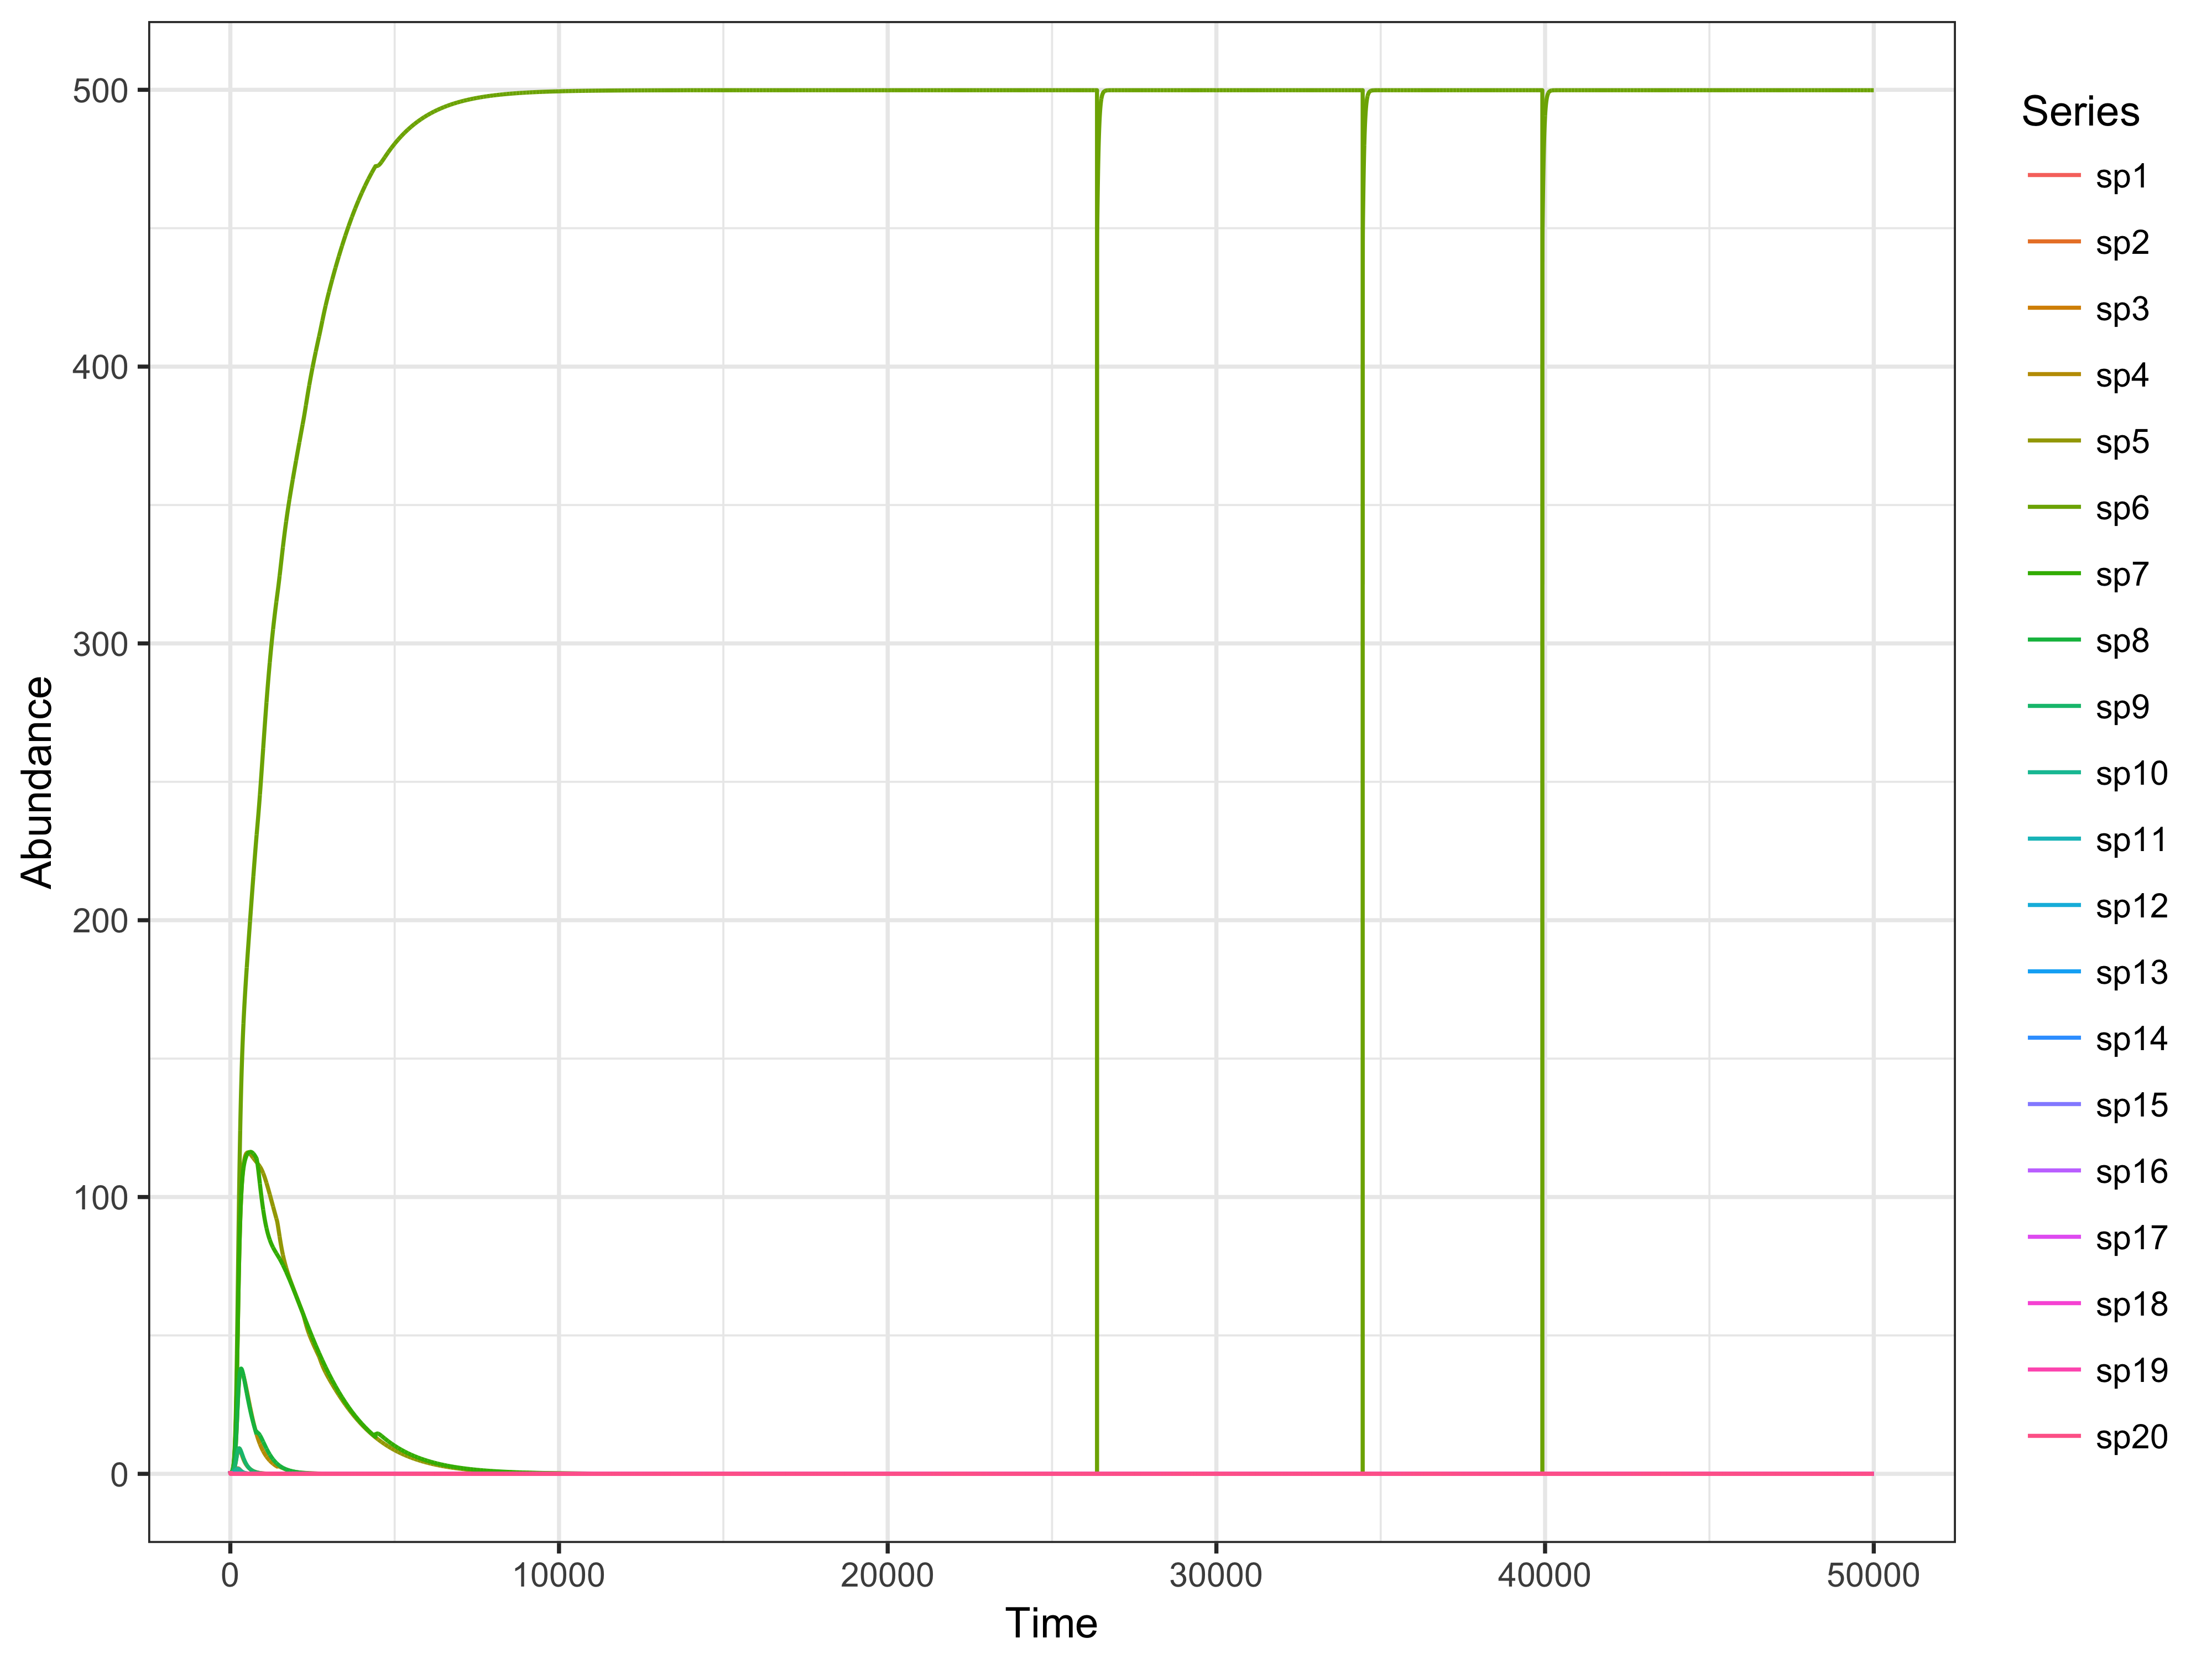 500
400
300
200
100
0
Abundance
0 10000 20000 30000 40000 50000
Time
Series
sp1
sp2
sp3
sp4
sp5
sp6
sp7
sp8
sp9
sp10
sp11
sp12
sp13
sp14
sp15
sp16
sp17
sp18
sp19
sp20